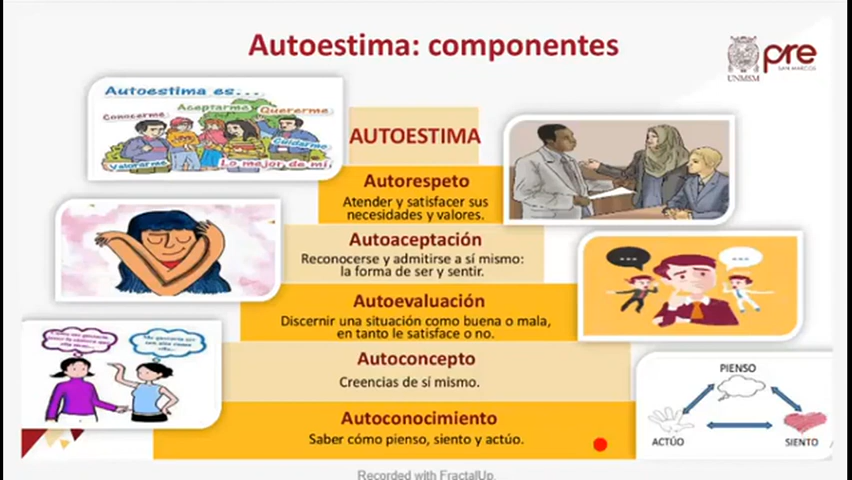 Autoestima: componentes
UNMSM
pre
SAN MARCOS
Autoestima es...
Conocerme
Aceptarme
Quererme
Cuidarme
Valorarme
Lo mejor de mí
AUTOESTIMA
Autorespeto
Atender y satisfacer sus
necesidades y valores.
Autoaceptación
Reconocerse y admitirse a sí mismo:
la forma de ser y sentir.
Autoevaluación
Discernir una situación como buena o mala,
en tanto le satisface o no.
Autoconcepto
Creencias de sí mismo.
Autoconocimiento
Saber cómo pienso, siento y actúo.
PIENSO
ACTÚO
SIENTO
Recorded with FractalUp.